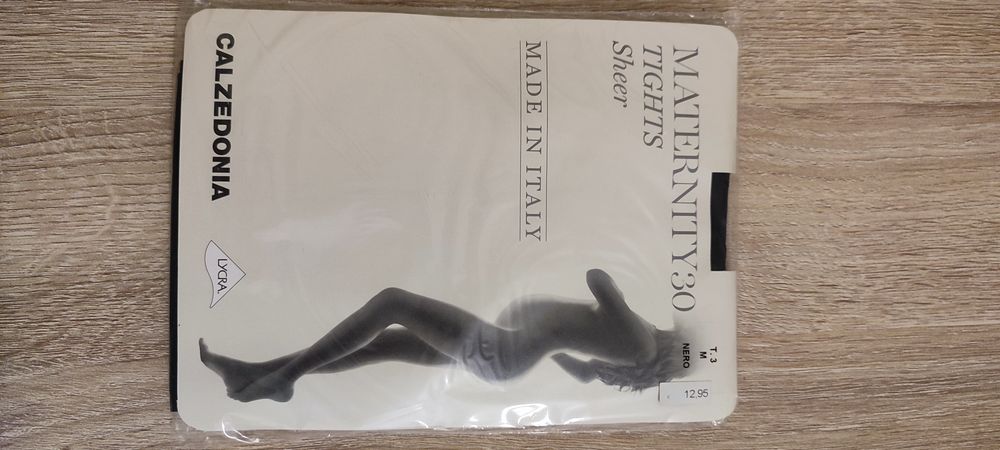 MATERNITY30
TIGHTS
Sheer
MADE IN ITALY
T. 3
M
NERO
€ 12,95
LYCRA.
CALZEDONIA